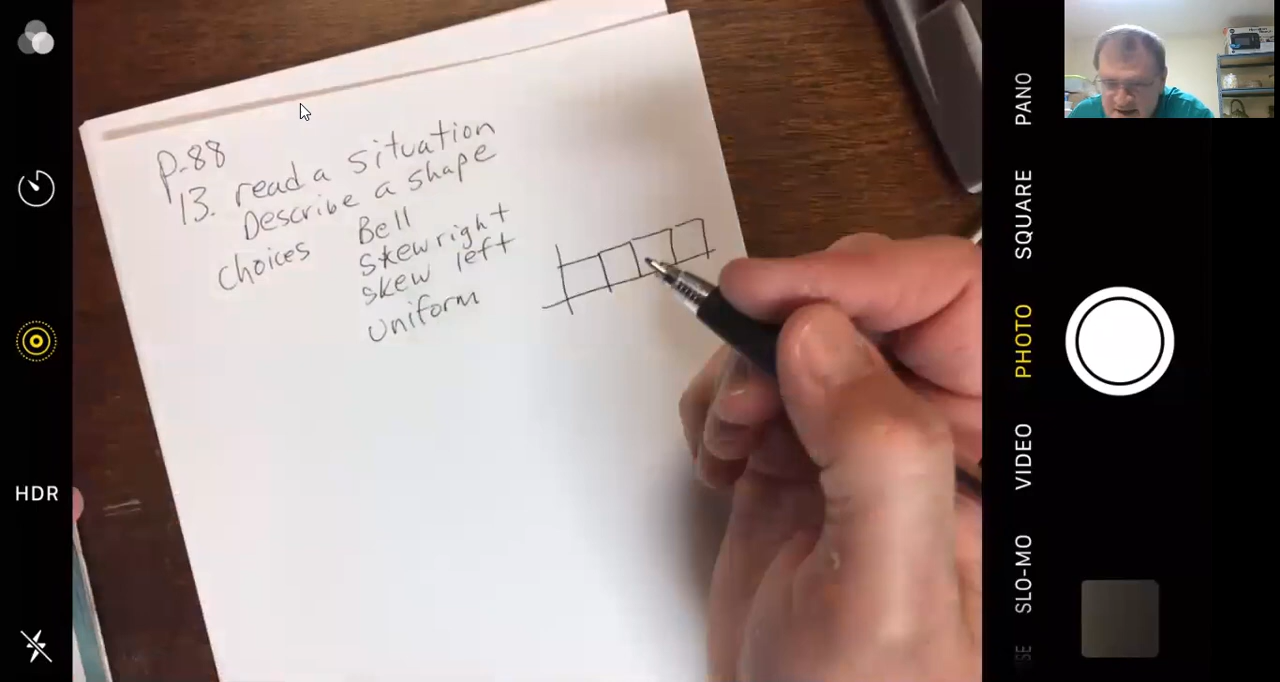 P.88
13. read a situation
Describe a shape
choices Bell
skew right
skew left
uniform
HDR
PANO
SQUARE
PHOTO
VIDEO
SLO-MO
SE